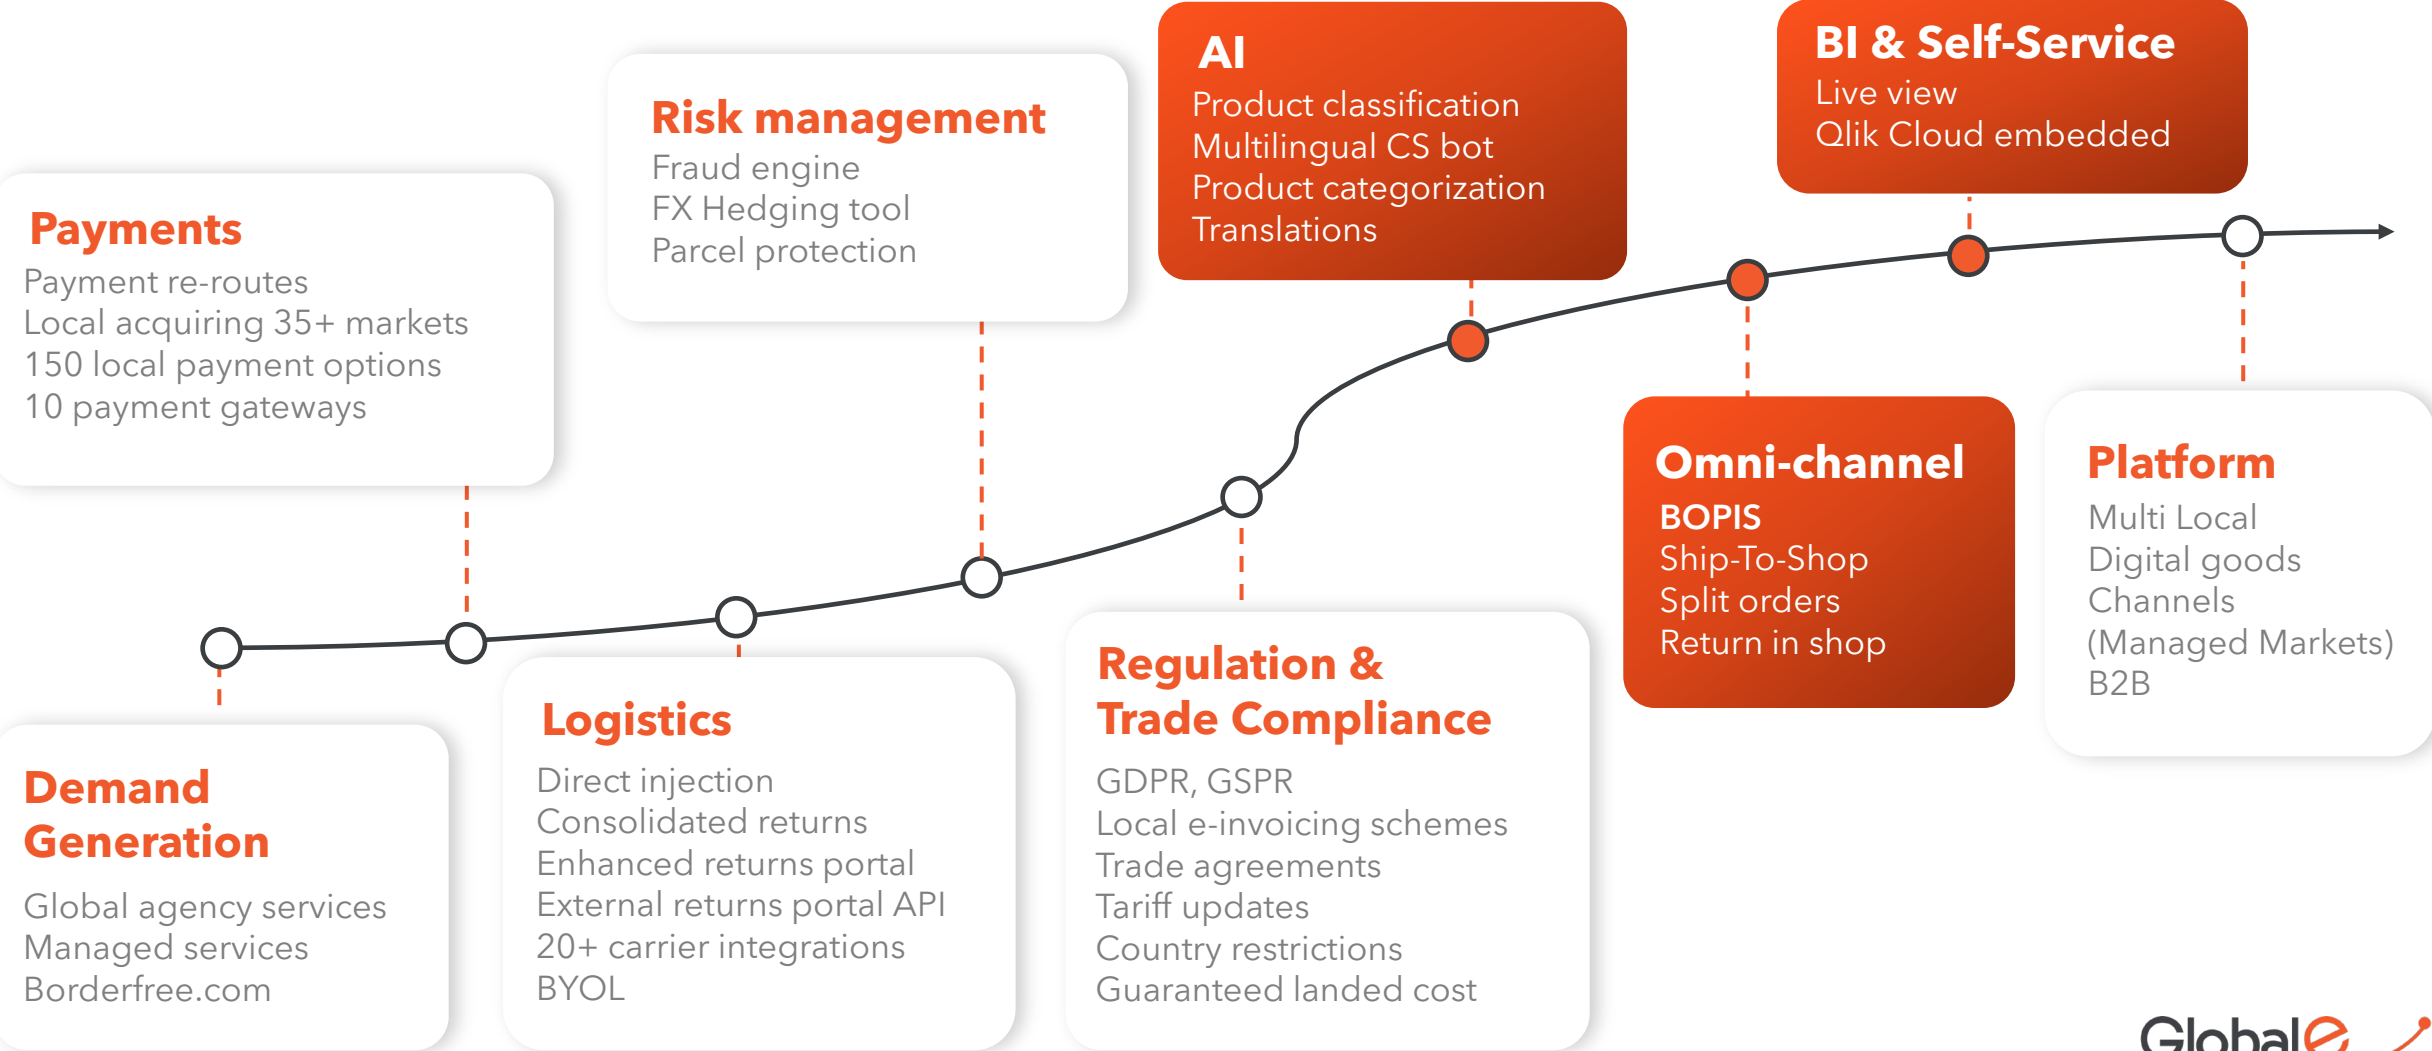 Payments
Payment re-routes
Local acquiring 35+ markets
150 local payment options
10 payment gateways
Risk management
Fraud engine
FX Hedging tool
Parcel protection
AI
Product classification
Multilingual CS bot
Product categorization
Translations
BI & Self-Service
Live view
Qlik Cloud embedded
Demand
Generation
Global agency services
Managed services
Borderfree.com
Logistics
Direct injection
Consolidated returns
Enhanced returns portal
External returns portal API
20+ carrier integrations
BYOL
Regulation &
Trade Compliance
GDPR, GSPR
Local e-invoicing schemes
Trade agreements
Tariff updates
Country restrictions
Guaranteed landed cost
Omni-channel
BOPIS
Ship-To-Shop
Split orders
Return in shop
Platform
Multi Local
Digital goods
Channels
(Managed Markets)
B2B
Globale